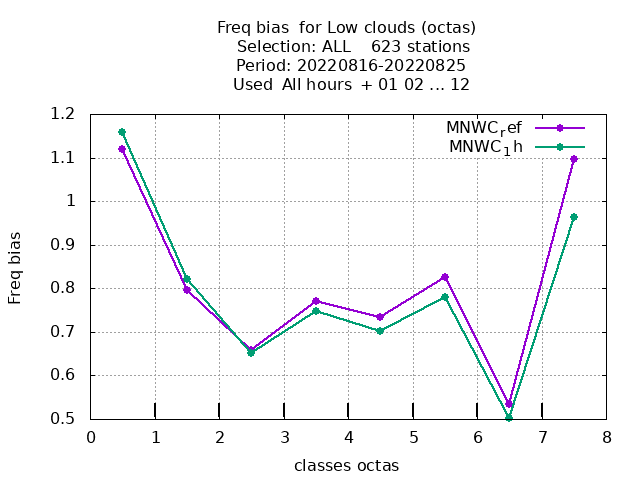 Freq bias  for Low clouds (octas)
Selection: ALL    623 stations
Period: 20220816-20220825
Used  All hours  + 01 02 ... 12
MNWC_ref
MNWC_1h
1.2
1.1
1
0.9
0.8
0.7
0.6
0.5
Freq bias
0 1 2 3 4 5 6 7 8
classes octas